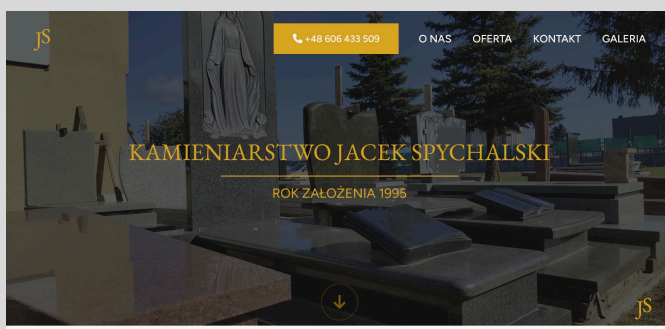 JS
+48 606 433 509
O NAS
OFERTA
KONTAKT
GALERIA
KAMIENIARSTWO JACEK SPYCHALSKI
ROK ZAŁOŻENIA 1995
JS